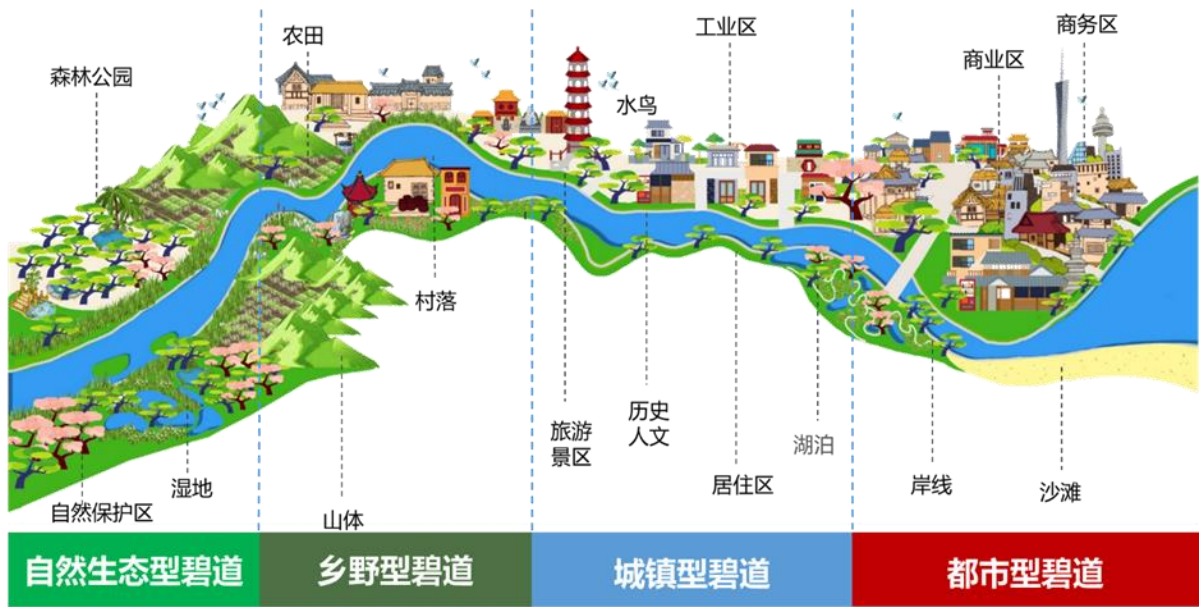 商务区
工业区
农田
商业区
森林公园
水鸟
村落
旅游
景区
历史
人文
湖泊
居住区
岸线
沙滩
湿地
自然保护区
山体
自然生态型碧道
乡野型碧道
城镇型碧道
都市型碧道